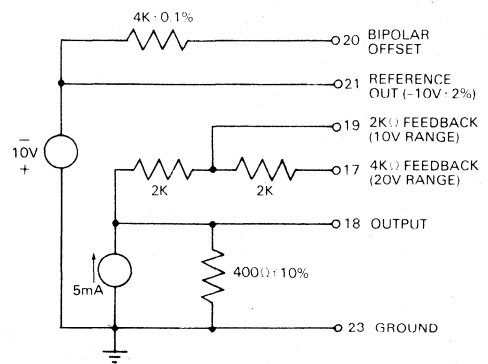 4K : 0.1%
20 BIPOLAR
OFFSET
21 REFERENCE
OUT (-10V : 2%)
19 2KΩ FEEDBACK
(10V RANGE)
−
10V
+
17 4KΩ FEEDBACK
(20V RANGE)
2K
2K
18 OUTPUT
400Ω : 10%
5mA
23 GROUND